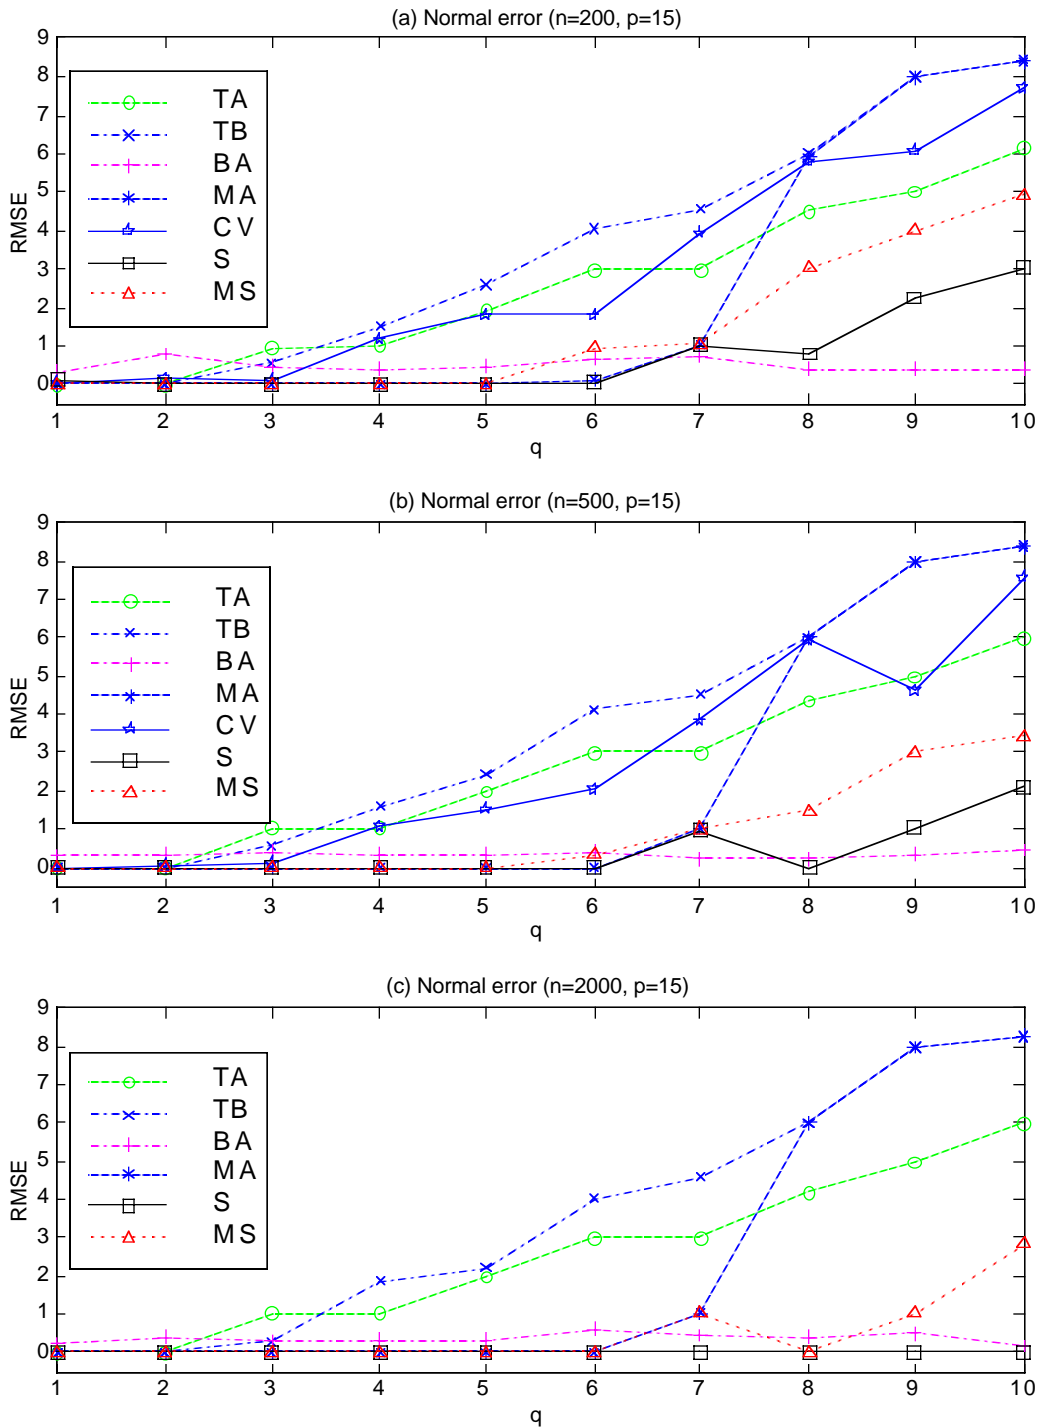 (a) Normal error (n=200, p=15)
9
8
7
6
5
4
3
2
1
0
RMSE
TA
TB
BA
MA
CV
S
MS
1 2 3 4 5 6 7 8 9 10
q
(b) Normal error (n=500, p=15)
9
8
7
6
5
4
3
2
1
0
RMSE
TA
TB
BA
MA
CV
S
MS
1 2 3 4 5 6 7 8 9 10
q
(c) Normal error (n=2000, p=15)
9
8
7
6
5
4
3
2
1
0
RMSE
TA
TB
BA
MA
S
MS
1 2 3 4 5 6 7 8 9 10
q